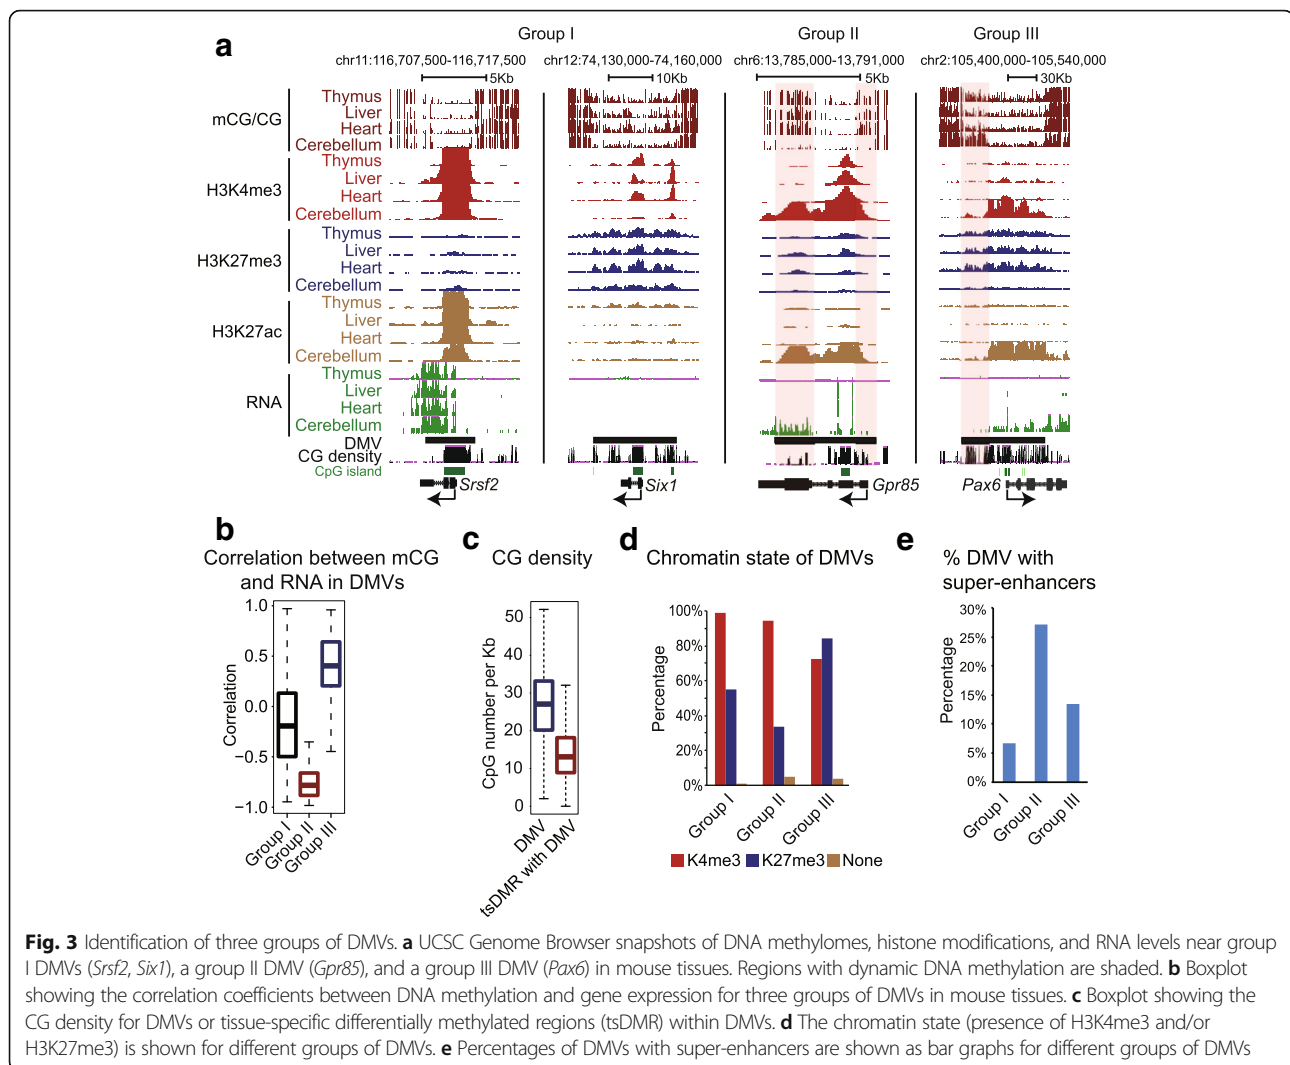 a
Group I
Group II
Group III
chr11:116,707,500-116,717,500
chr12:74,130,000-74,160,000
chr6:13,785,000-13,791,000
chr2:105,400,000-105,540,000
5Kb
10Kb
5Kb
30Kb
mCG/CG
Thymus
Liver
Heart
Cerebellum
H3K4me3
Thymus
Liver
Heart
Cerebellum
H3K27me3
Thymus
Liver
Heart
Cerebellum
H3K27ac
Thymus
Liver
Heart
Cerebellum
RNA
Thymus
Liver
Heart
Cerebellum
DMV
CG density
CpG island
Srsf2
Six1
Gpr85
Pax6
b
Correlation between mCG
and RNA in DMVs
Correlation
1.0
0.5
0.0
−0.5
−1.0
Group I
Group II
Group III
c
CG density
CpG number per Kb
50
40
30
20
10
0
DMV
tsDMR with DMV
d
Chromatin state of DMVs
Percentage
100%
80%
60%
40%
20%
0%
Group I
Group II
Group III
K4me3
K27me3
None
e
% DMV with
super-enhancers
Percentage
30%
25%
20%
15%
10%
5%
0%
Group I
Group II
Group III
Fig. 3 Identification of three groups of DMVs. a UCSC Genome Browser snapshots of DNA methylomes, histone modifications, and RNA levels near group
I DMVs (Srsf2, Six1), a group II DMV (Gpr85), and a group III DMV (Pax6) in mouse tissues. Regions with dynamic DNA methylation are shaded. b Boxplot
showing the correlation coefficients between DNA methylation and gene expression for three groups of DMVs in mouse tissues. c Boxplot showing the
CG density for DMVs or tissue-specific differentially methylated regions (tsDMR) within DMVs. d The chromatin state (presence of H3K4me3 and/or
H3K27me3) is shown for different groups of DMVs. e Percentages of DMVs with super-enhancers are shown as bar graphs for different groups of DMVs